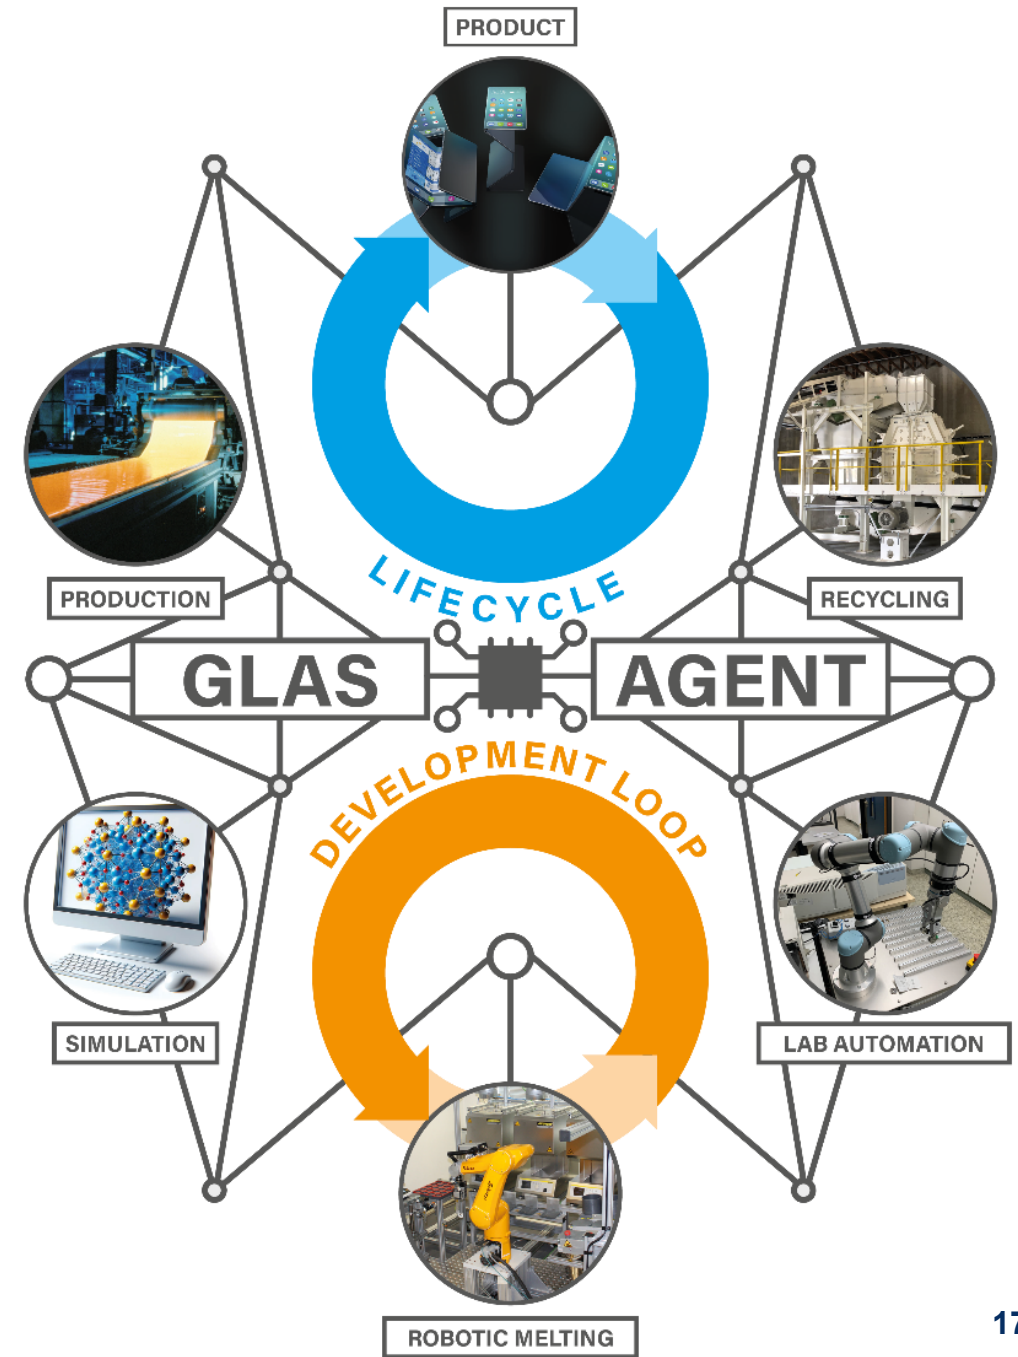 PRODUCT
PRODUCTION
RECYCLING
LIFECYCLE
GLAS
AGENT
DEVELOPMENT LOOP
SIMULATION
LAB AUTOMATION
ROBOTIC MELTING
17